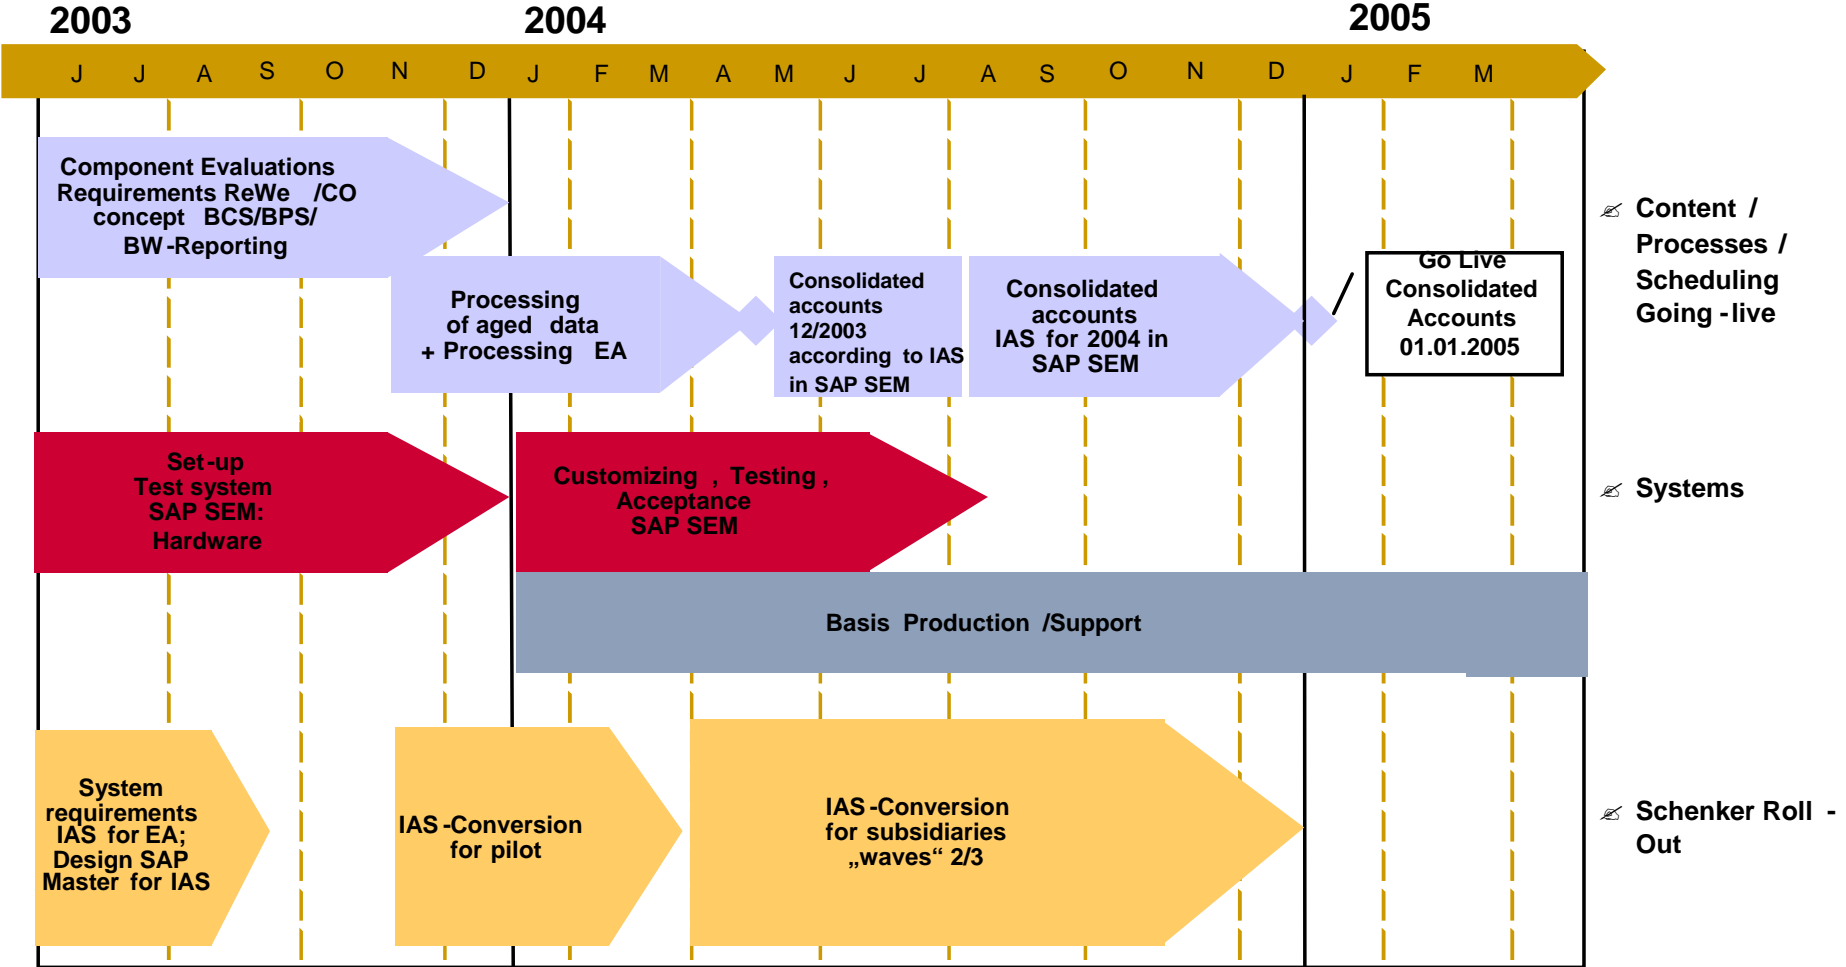 2003 2004 2005
J J A S O N D J F M A M J J A S O N D J F M
Component Evaluations
Requirements ReWe /CO
concept BCS/BPS/
BW-Reporting
Processing
of aged data
+ Processing EA
Consolidated
accounts
12/2003
according to IAS
in SAP SEM
Consolidated
accounts
IAS for 2004 in
SAP SEM
Go Live
Consolidated
Accounts
01.01.2005
Content /
Processes /
Scheduling
Going -live
Set-up
Test system
SAP SEM:
Hardware
Customizing , Testing ,
Acceptance
SAP SEM
Systems
Basis Production /Support
System
requirements
IAS for EA;
Design SAP
Master for IAS
IAS-Conversion
for pilot
IAS-Conversion
for subsidiaries
„waves“ 2/3
Schenker Roll -
Out